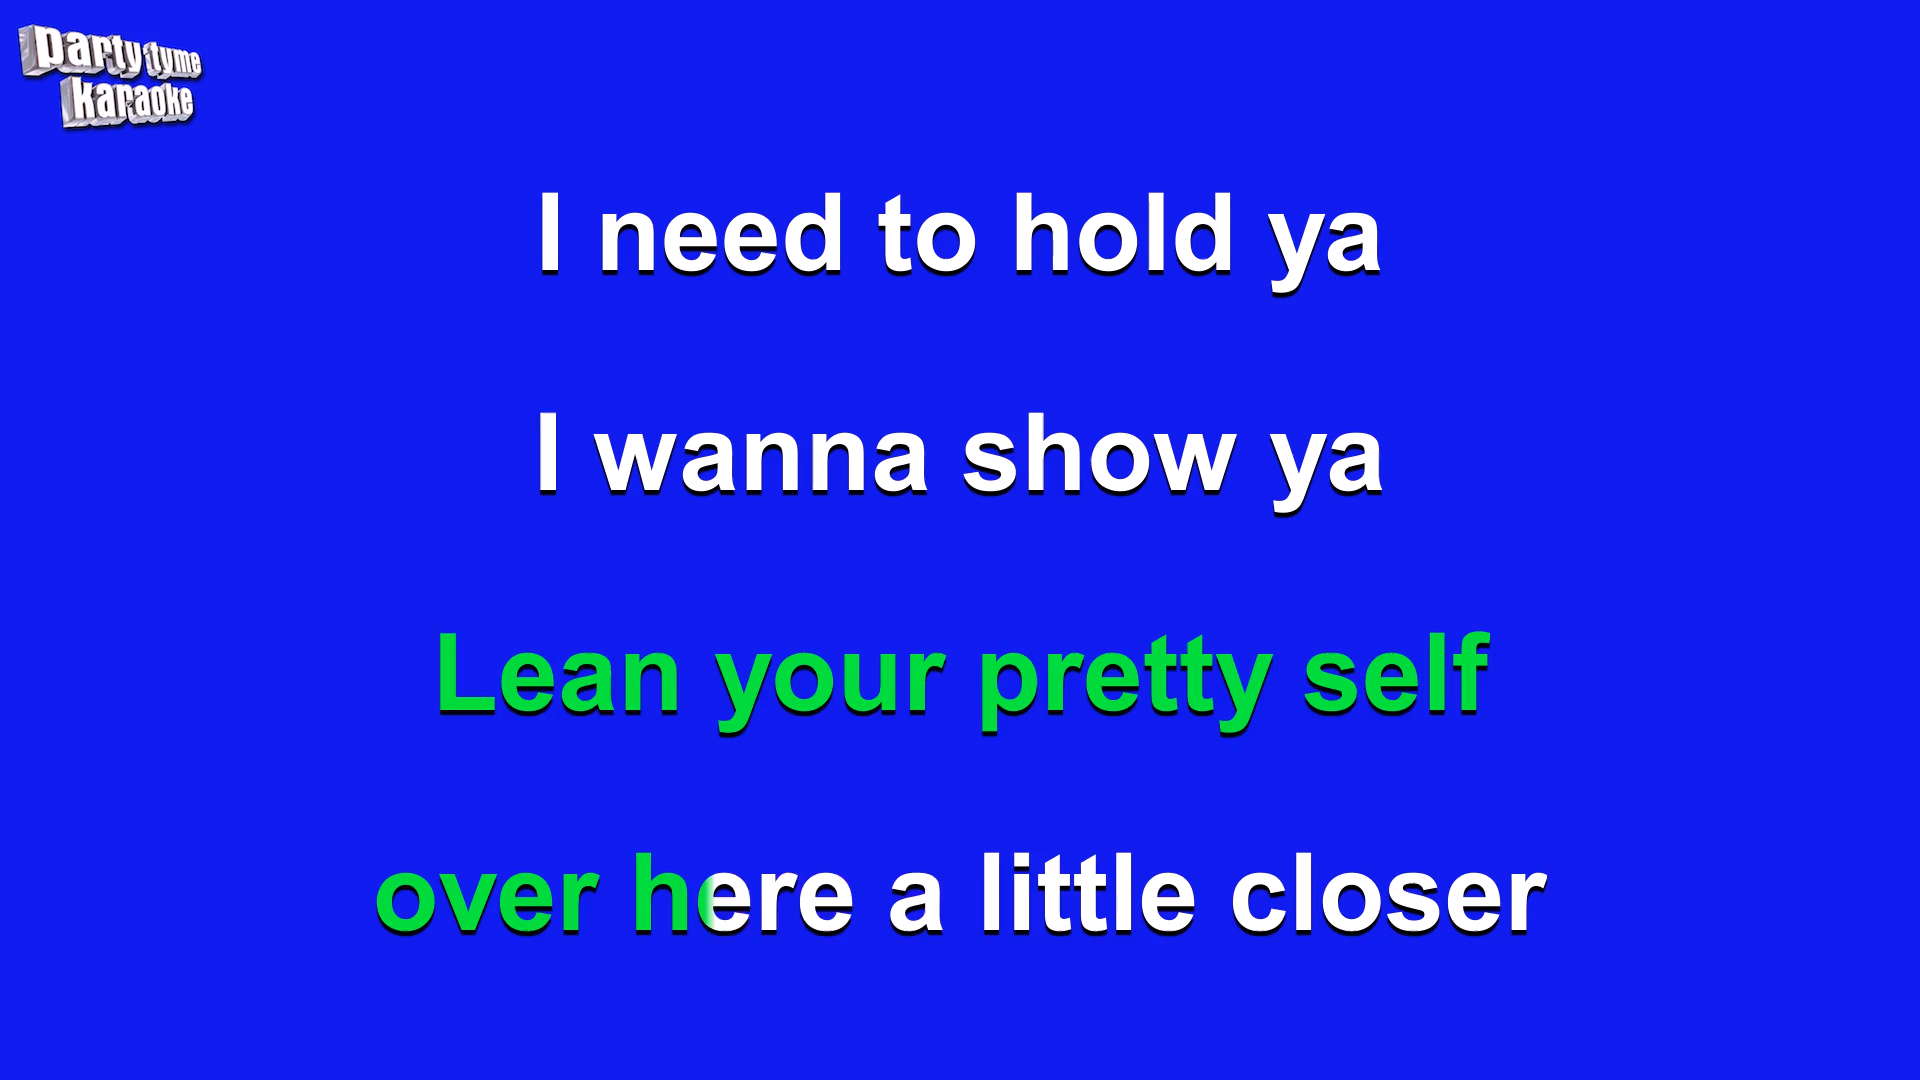 party tyme
karaoke
I need to hold ya
I wanna show ya
Lean your pretty self
over here a little closer